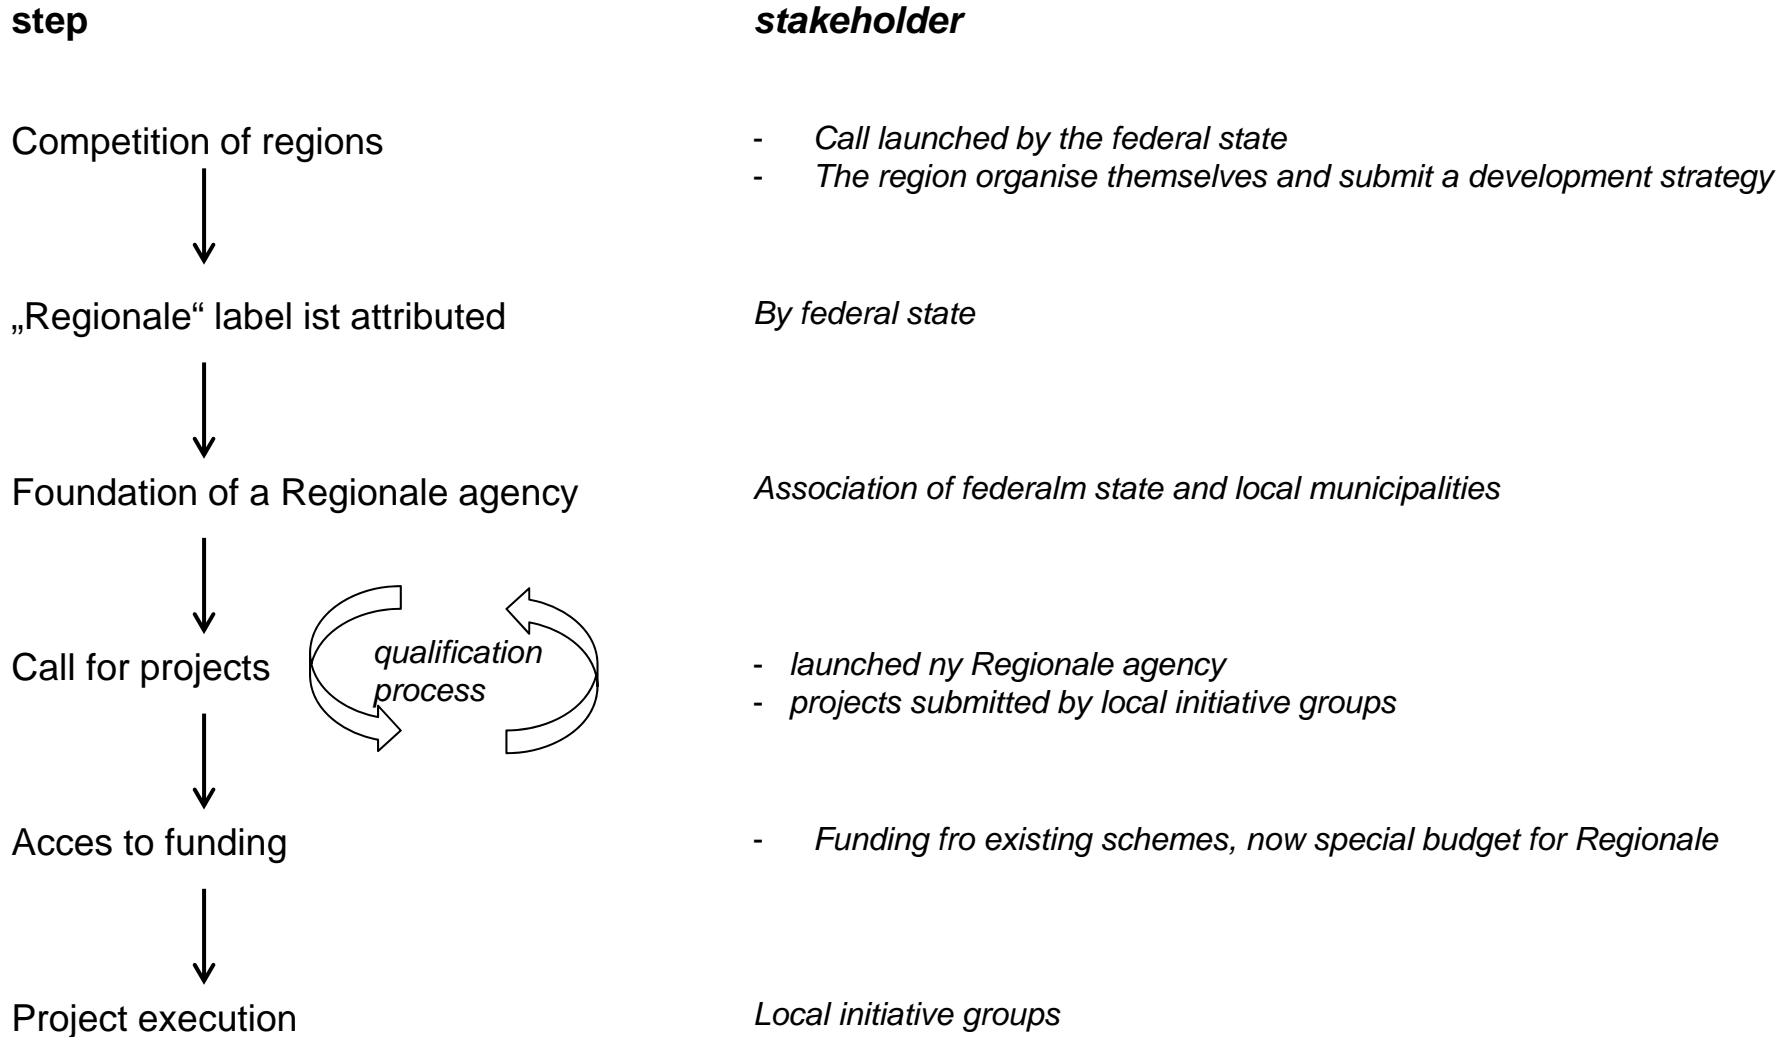 step
stakeholder
Competition of regions
- Call launched by the federal state
- The region organise themselves and submit a development strategy
„Regionale“ label ist attributed
By federal state
Foundation of a Regionale agency
Association of federalm state and local municipalities
Call for projects
qualification
process
- launched ny Regionale agency
- projects submitted by local initiative groups
Acces to funding
- Funding fro existing schemes, now special budget for Regionale
Project execution
Local initiative groups